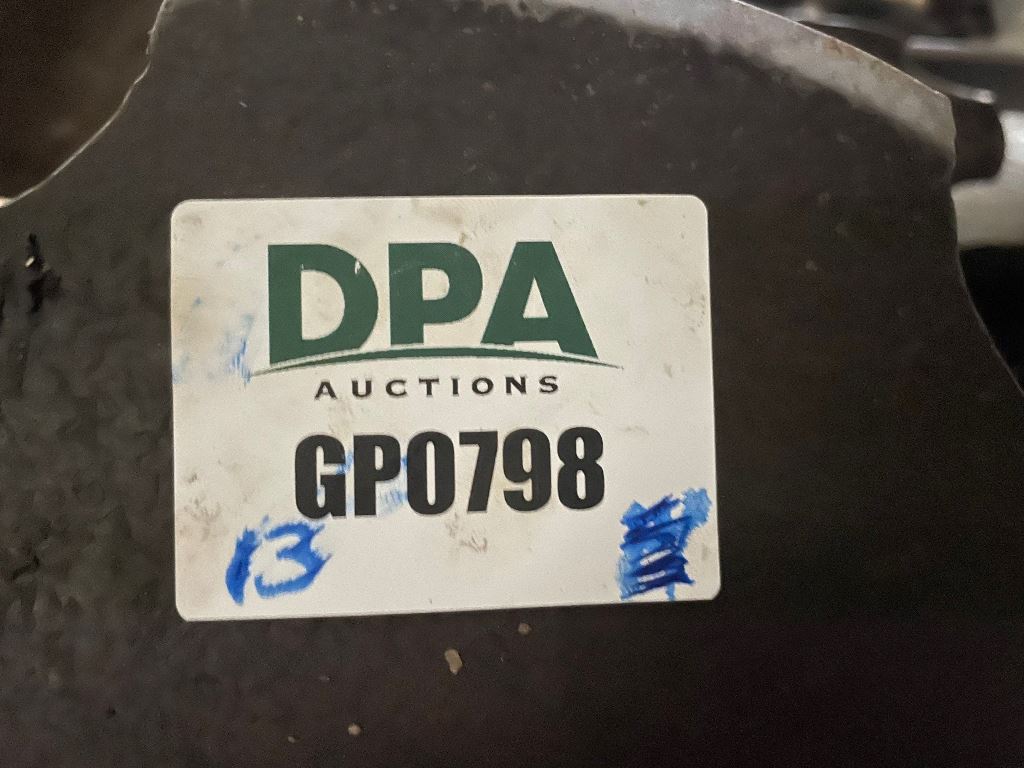 DPA
AUCTIONS
GP0798
13